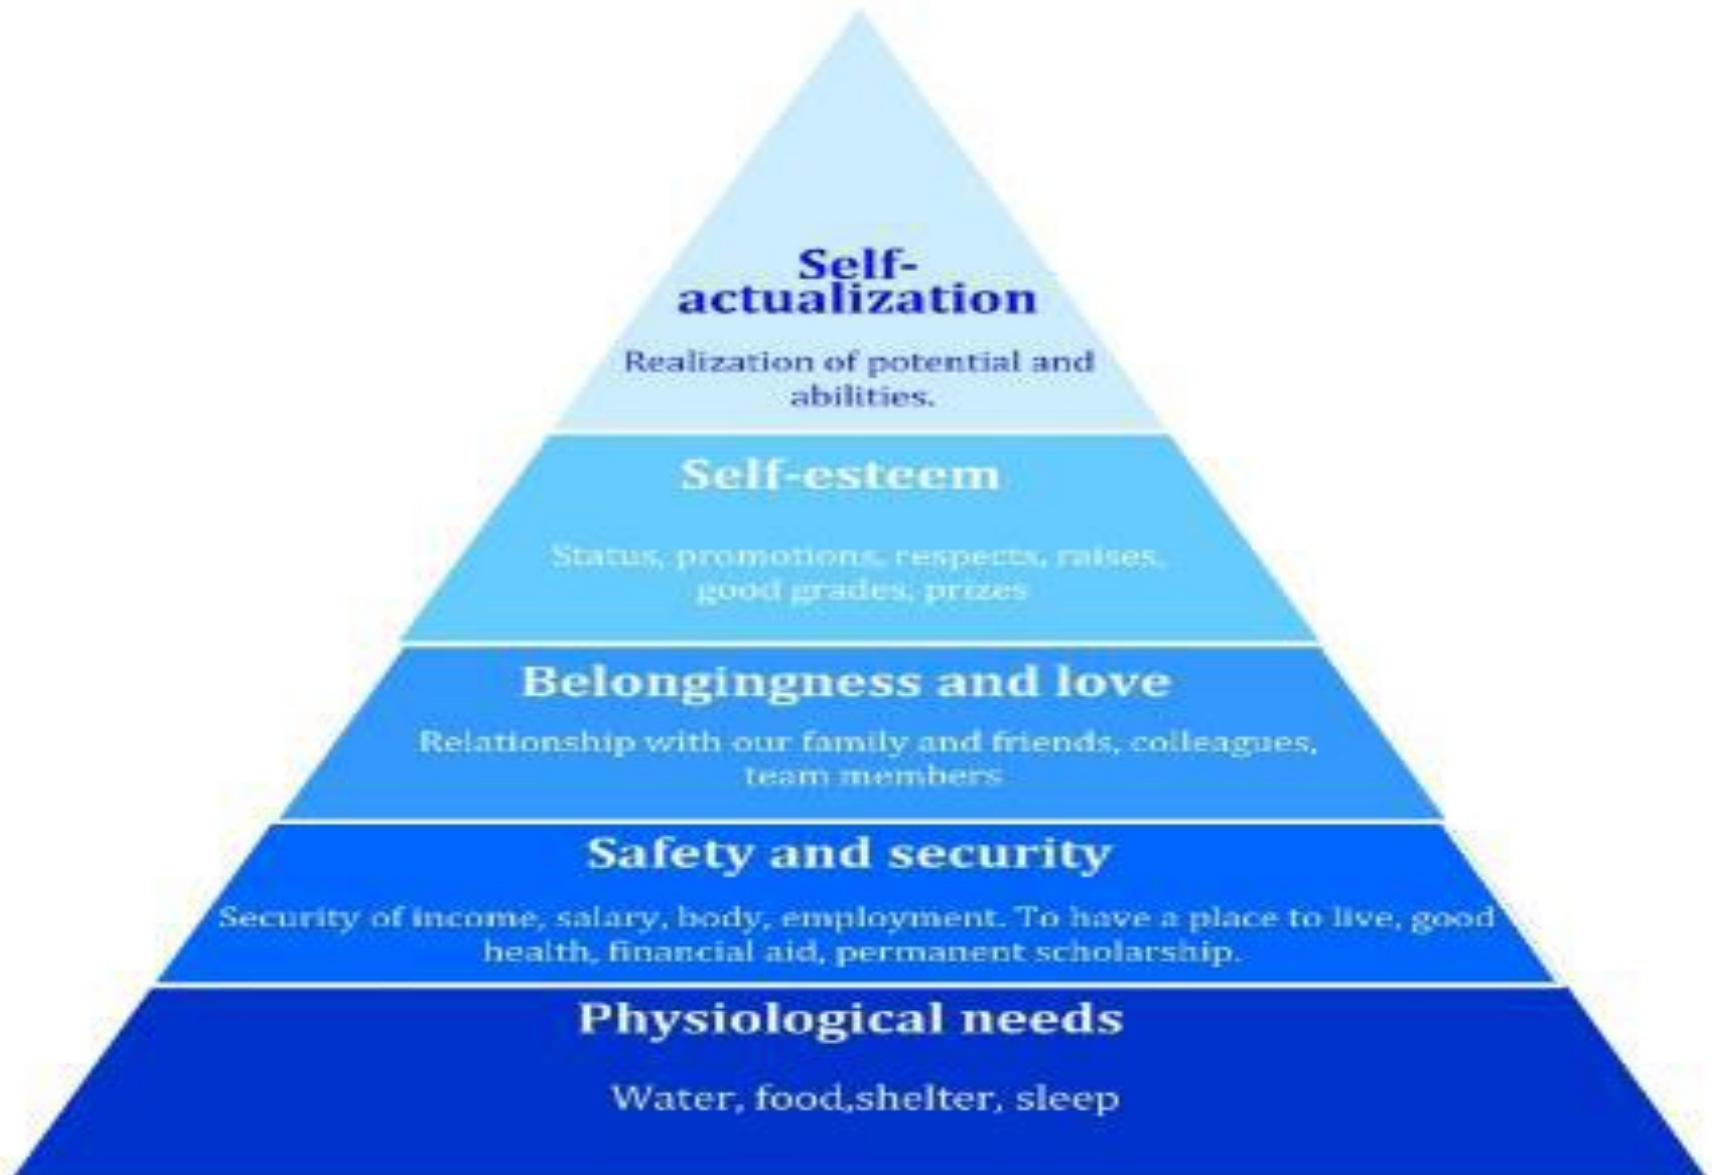 Self-
actualization
Realization of potential and
abilities.
Self-esteem
Status, promotions, respects, raises,
good grades, prizes
Belongingness and love
Relationship with our family and friends, colleagues,
team members
Safety and security
Security of income, salary, body, employment. To have a place to live, good
health, financial aid, permanent scholarship.
Physiological needs
Water, food,shelter, sleep